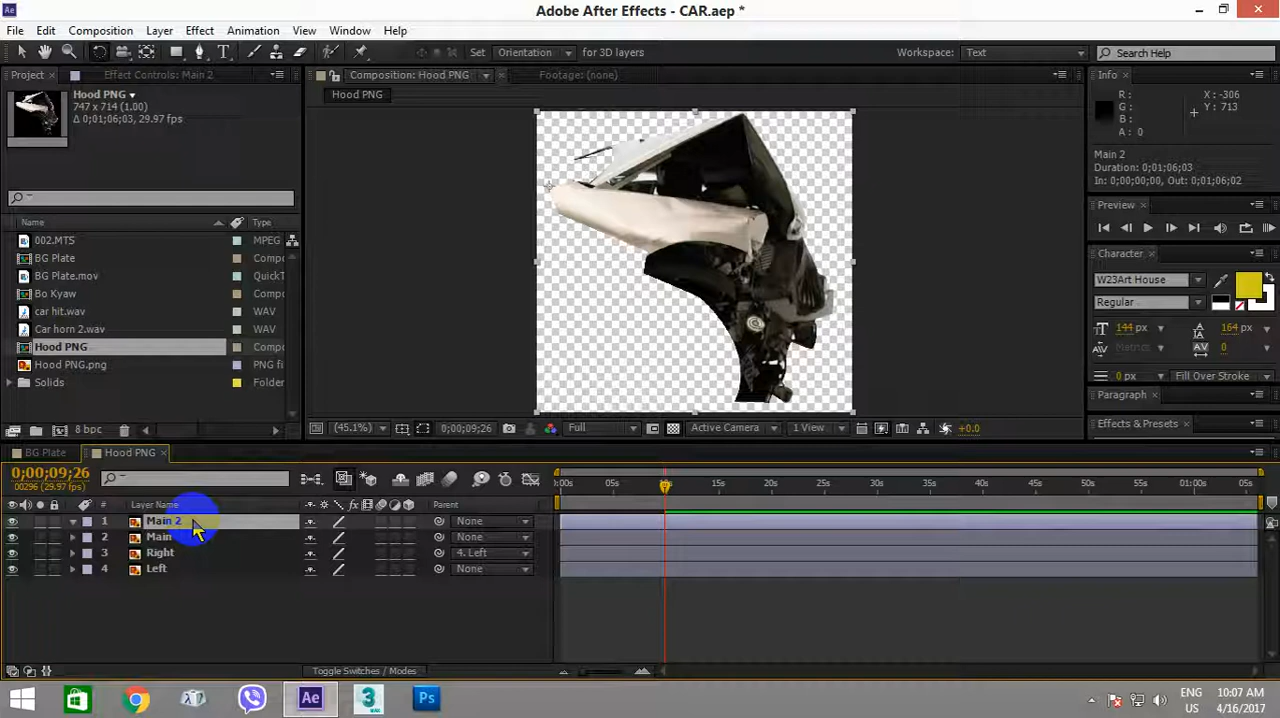 Ae
Adobe After Effects - CAR.aep *
File Edit Composition Layer Effect Animation View Window Help
Set Orientation for 3D layers Workspace: Text Search Help
Project Effect Controls: Main 2 Composition: Hood PNG Footage: (none) Info
Hood PNG
747 x 714 (1.00)
Δ 0;01;06;03, 29.97 fps
Hood PNG
R :
G :
B :
A : 0
X : -306
Y : 713
Main 2
Duration: 0;01;06;03
In: 0;00;00;00, Out: 0;01;06;02
Preview
Character
W23Art House
Regular
144 px 164 px
Metrics 0
0 px Fill Over Stroke
Paragraph
Effects & Presets
Name Type
002.MTS MPEG
BG Plate Compo
BG Plate.mov QuickT
Bo Kyaw Compo
car hit.wav WAV
Car horn 2.wav WAV
Hood PNG Compo
Hood PNG.png PNG fi
Solids Folder
8 bpc
(45.1%) 0;00;09;26 Full Active Camera 1 View +0.0
BG Plate Hood PNG
0;00;09;26
00296 (29.97 fps)
0:00s 05s 10s 15s 20s 25s 30s 35s 40s 45s 50s 55s 01:00s 05s
# Layer Name Parent
1 Main 2 None
2 Main None
3 Right 4. Left
4 Left None
Toggle Switches / Modes
Ae
3
MAX
Ps
ENG
US
10:07 AM
4/16/2017